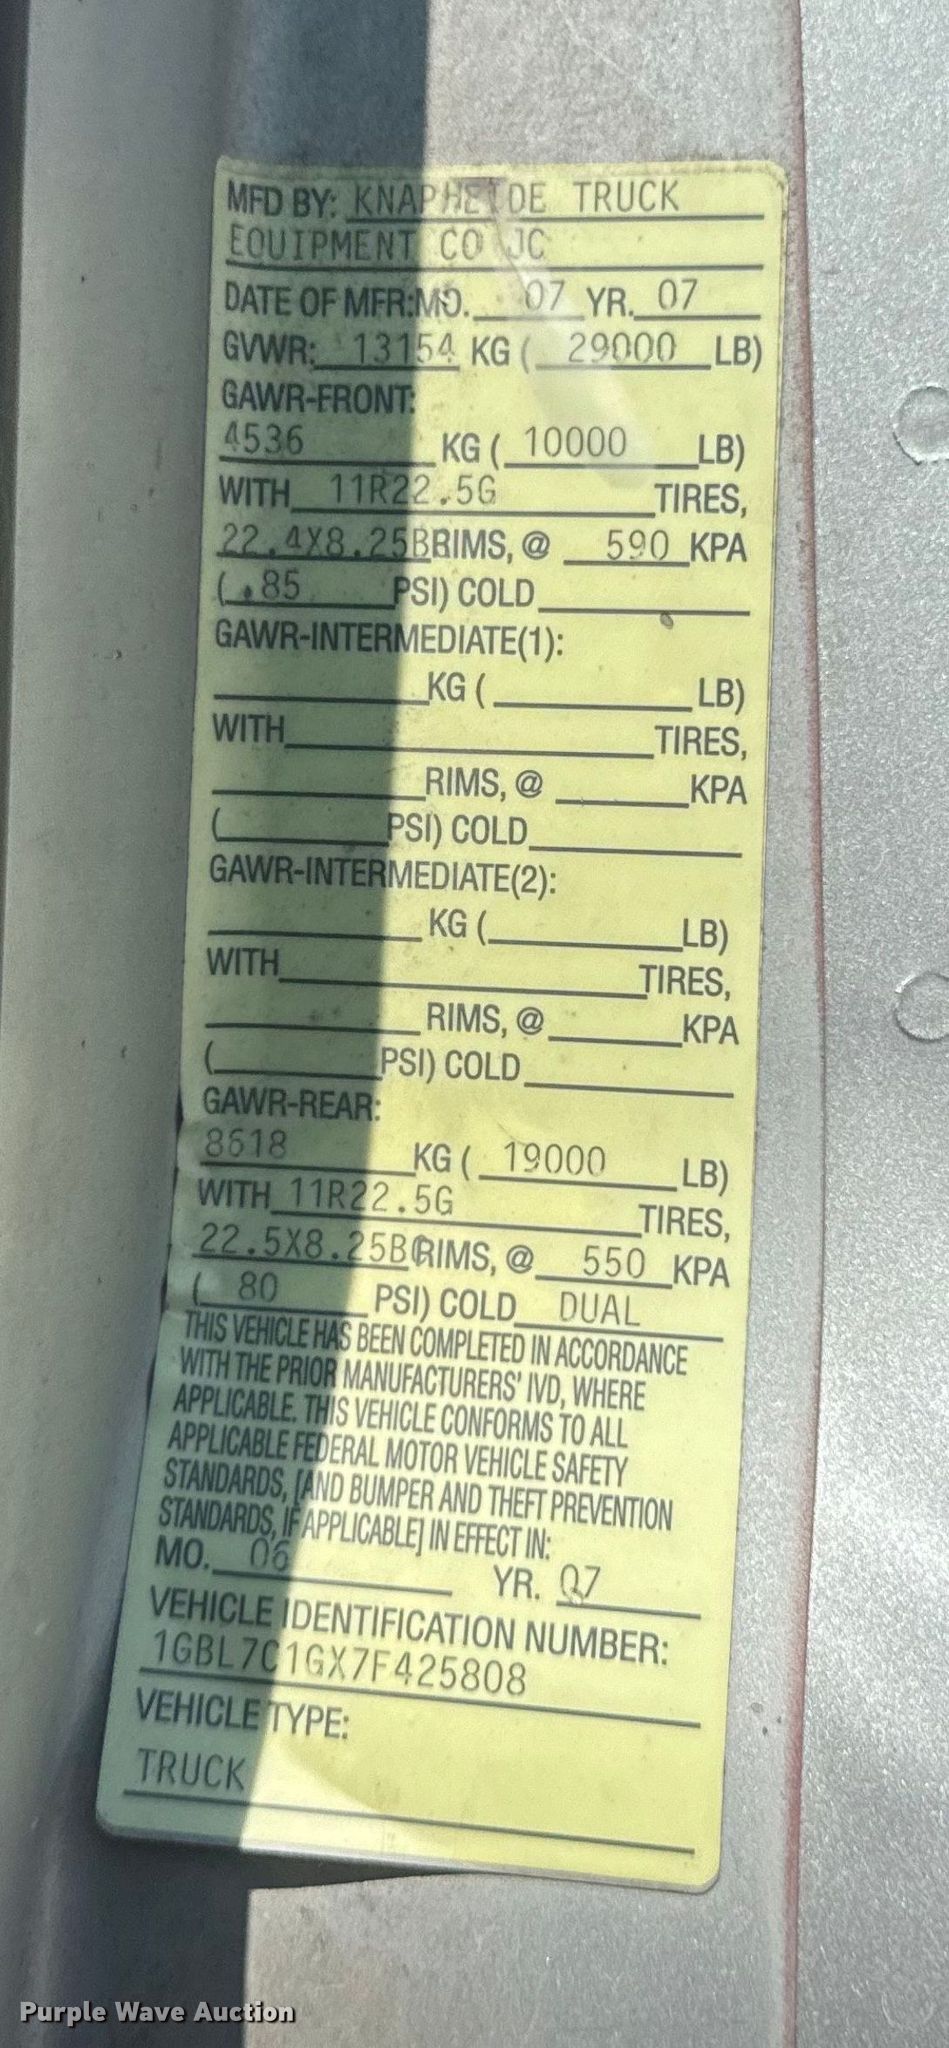 MFD BY: KNAPHEIDE TRUCK
EQUIPMENT CO JC
DATE OF MFR:MO. 07 YR. 07
GVWR: 13154 KG ( 29000 LB)
GAWR-FRONT:
4536 KG ( 10000 LB)
WITH 11R22.5G TIRES,
22.4X8.25BRIMS, @ 590 KPA
( .85 PSI) COLD
GAWR-INTERMEDIATE(1):
KG ( LB)
WITH TIRES,
RIMS, @ KPA
( PSI) COLD
GAWR-INTERMEDIATE(2):
KG ( LB)
WITH TIRES,
RIMS, @ KPA
( PSI) COLD
GAWR-REAR:
8618 KG ( 19000 LB)
WITH 11R22.5G TIRES,
22.5X8.25BC RIMS, @ 550 KPA
( 80 PSI) COLD DUAL
THIS VEHICLE HAS BEEN COMPLETED IN ACCORDANCE
WITH THE PRIOR MANUFACTURERS' IVD, WHERE
APPLICABLE. THIS VEHICLE CONFORMS TO ALL
APPLICABLE FEDERAL MOTOR VEHICLE SAFETY
STANDARDS, [AND BUMPER AND THEFT PREVENTION
STANDARDS, IF APPLICABLE] IN EFFECT IN:
MO. 06 YR. 07
VEHICLE IDENTIFICATION NUMBER:
1GBL7C1GX7F425808
VEHICLE TYPE:
TRUCK
Purple Wave Auction